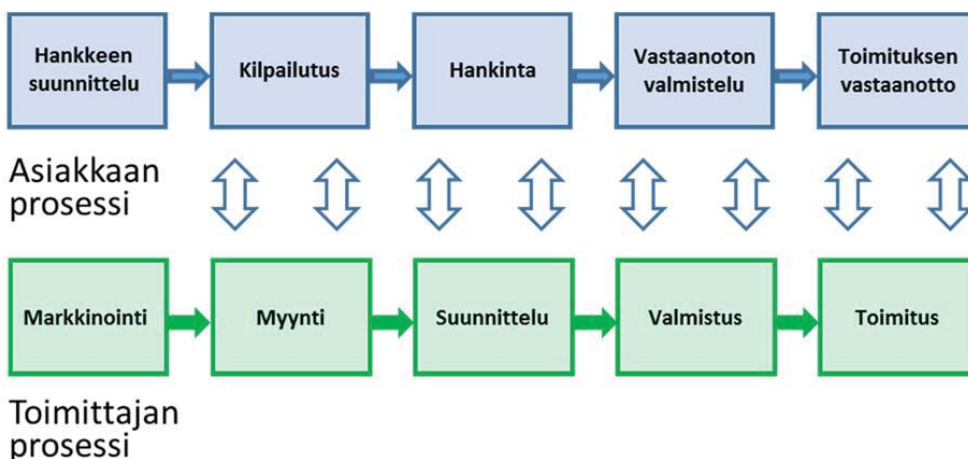 Hankkeen
suunnittelu
Kilpailutus
Hankinta
Vastaanoton
valmistelu
Toimituksen
vastaanotto
Asiakkaan
prosessi
Markkinointi
Myynti
Suunnittelu
Valmistus
Toimitus
Toimittajan
prosessi